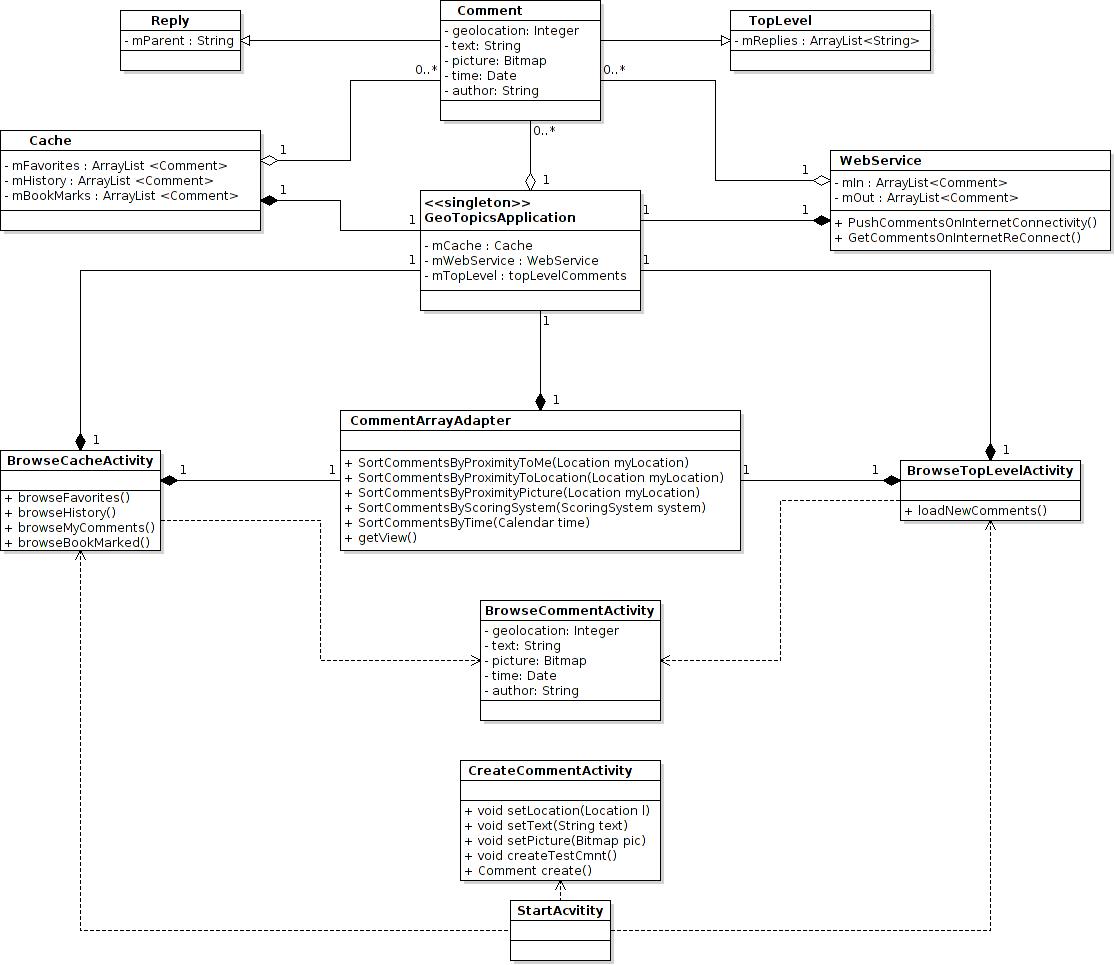 Reply
- mParent : String
Comment
- geolocation: Integer
- text: String
- picture: Bitmap
- time: Date
- author: String
TopLevel
- mReplies : ArrayList<String>
0..*
0..*
0..*
Cache
- mFavorites : ArrayList <Comment>
- mHistory : ArrayList <Comment>
- mBookMarks : ArrayList <Comment>
1
1
1
1
<<singleton>>
GeoTopicsApplication
- mCache : Cache
- mWebService : WebService
- mTopLevel : topLevelComments
1
1
1
1
WebService
- mIn : ArrayList<Comment>
- mOut : ArrayList<Comment>
+ PushCommentsOnInternetConnectivity()
+ GetCommentsOnInternetReConnect()
1
1
1
1
CommentArrayAdapter
+ SortCommentsByProximityToMe(Location myLocation)
+ SortCommentsByProximityToLocation(Location myLocation)
+ SortCommentsByProximityPicture(Location myLocation)
+ SortCommentsByScoringSystem(ScoringSystem system)
+ SortCommentsByTime(Calendar time)
+ getView()
1
BrowseCacheActivity
+ browseFavorites()
+ browseHistory()
+ browseMyComments()
+ browseBookMarked()
1
1
1
1
1
BrowseTopLevelActivity
+ loadNewComments()
BrowseCommentActivity
- geolocation: Integer
- text: String
- picture: Bitmap
- time: Date
- author: String
CreateCommentActivity
+ void setLocation(Location l)
+ void setText(String text)
+ void setPicture(Bitmap pic)
+ void createTestCmnt()
+ Comment create()
StartAcvitity